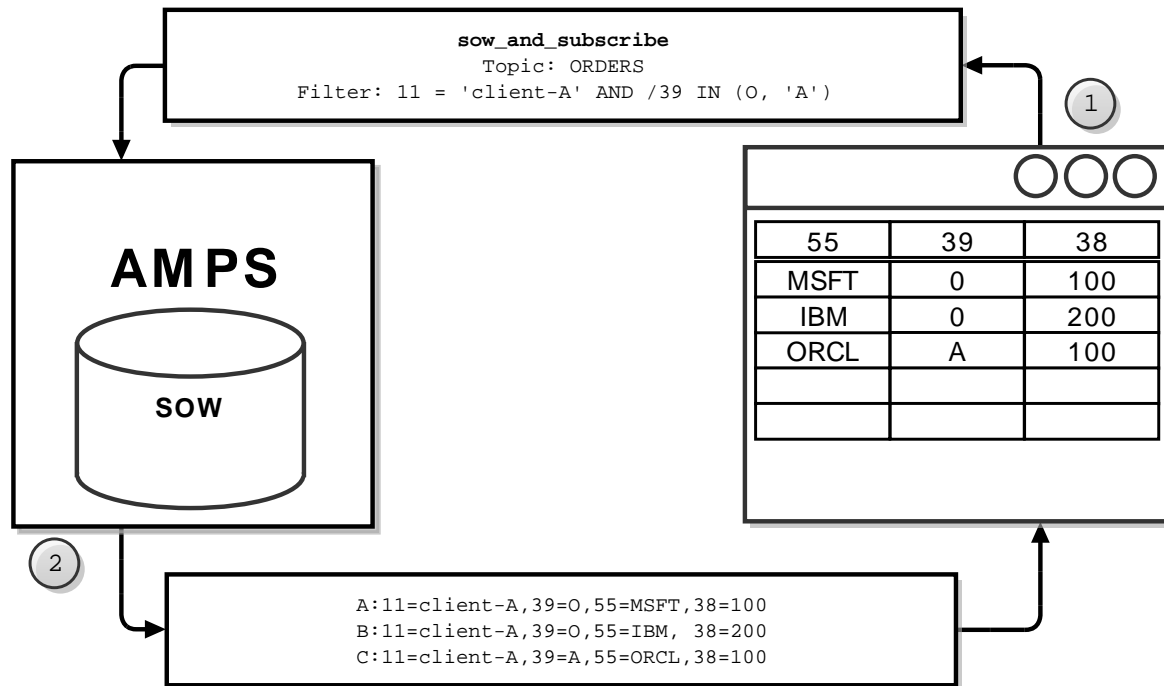 sow_and_subscribe
Topic: ORDERS
Filter: 11 = 'client-A' AND /39 IN (O, 'A')
1
AMPS
SOW
55 39 38
MSFT 0 100
IBM 0 200
ORCL A 100
2
A:11=client-A,39=O,55=MSFT,38=100
B:11=client-A,39=O,55=IBM, 38=200
C:11=client-A,39=A,55=ORCL,38=100